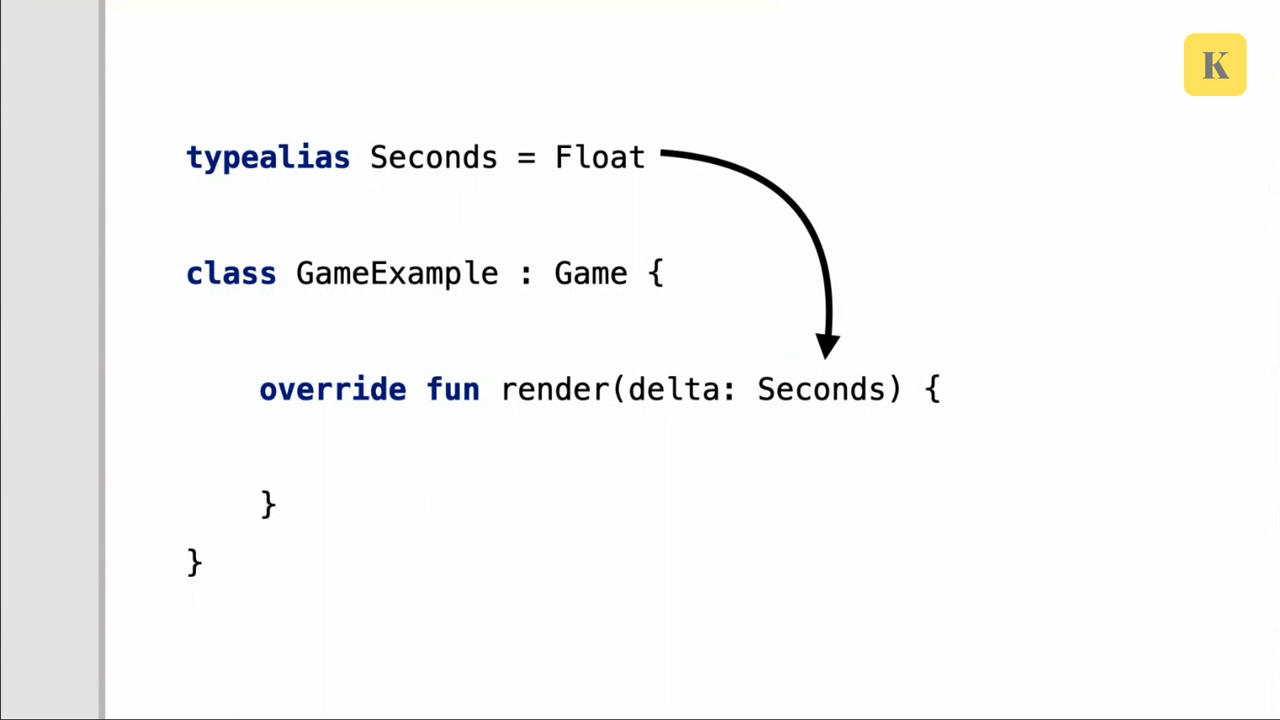 K
typealias Seconds = Float
class GameExample : Game {
override fun render(delta: Seconds) {
}
}